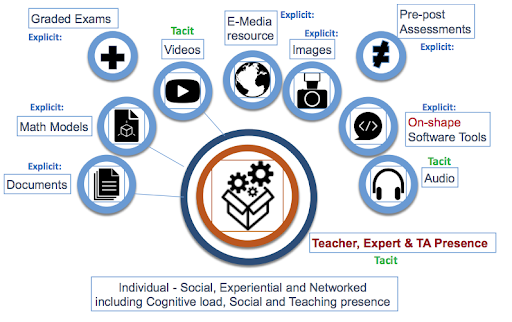 Graded Exams
Explicit:
Tacit
Videos
E-Media
resource
Explicit:
Explicit:
Images
Pre-post
Assessments
Explicit:
Explicit:
Math Models
Explicit:
On-shape
Software Tools
Explicit:
Documents
Tacit
Audio
Teacher, Expert & TA Presence
Tacit
Individual - Social, Experiential and Networked
including Cognitive load, Social and Teaching presence